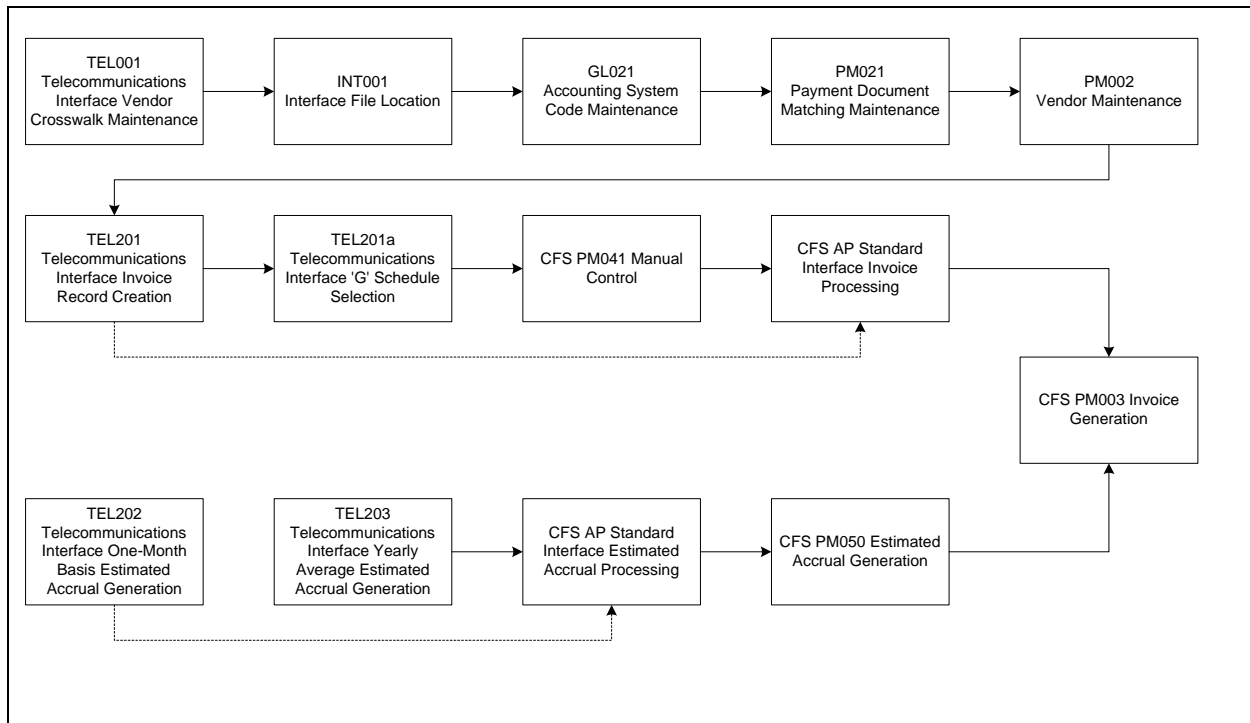 TEL001
Telecommunications
Interface Vendor
Crosswalk Maintenance
INT001
Interface File Location
GL021
Accounting System
Code Maintenance
PM021
Payment Document
Matching Maintenance
PM002
Vendor Maintenance
TEL201
Telecommunications
Interface Invoice
Record Creation
TEL201a
Telecommunications
Interface 'G' Schedule
Selection
CFS PM041 Manual
Control
CFS AP Standard
Interface Invoice
Processing
CFS PM003 Invoice
Generation
TEL202
Telecommunications
Interface One-Month
Basis Estimated
Accrual Generation
TEL203
Telecommunications
Interface Yearly
Average Estimated
Accrual Generation
CFS AP Standard
Interface Estimated
Accrual Processing
CFS PM050 Estimated
Accrual Generation